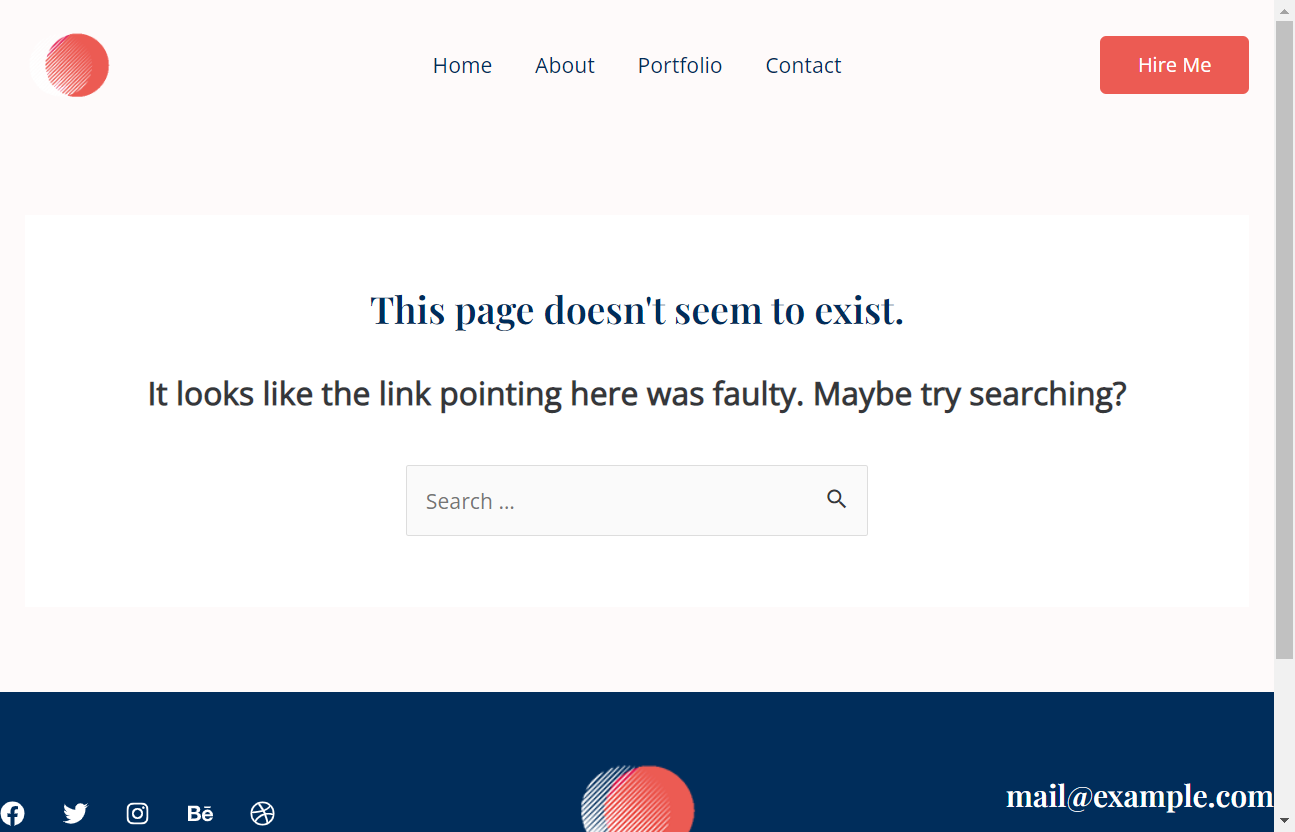 Home About Portfolio Contact Hire Me
This page doesn't seem to exist.
It looks like the link pointing here was faulty. Maybe try searching?
Search ...
mail@example.com
Bē